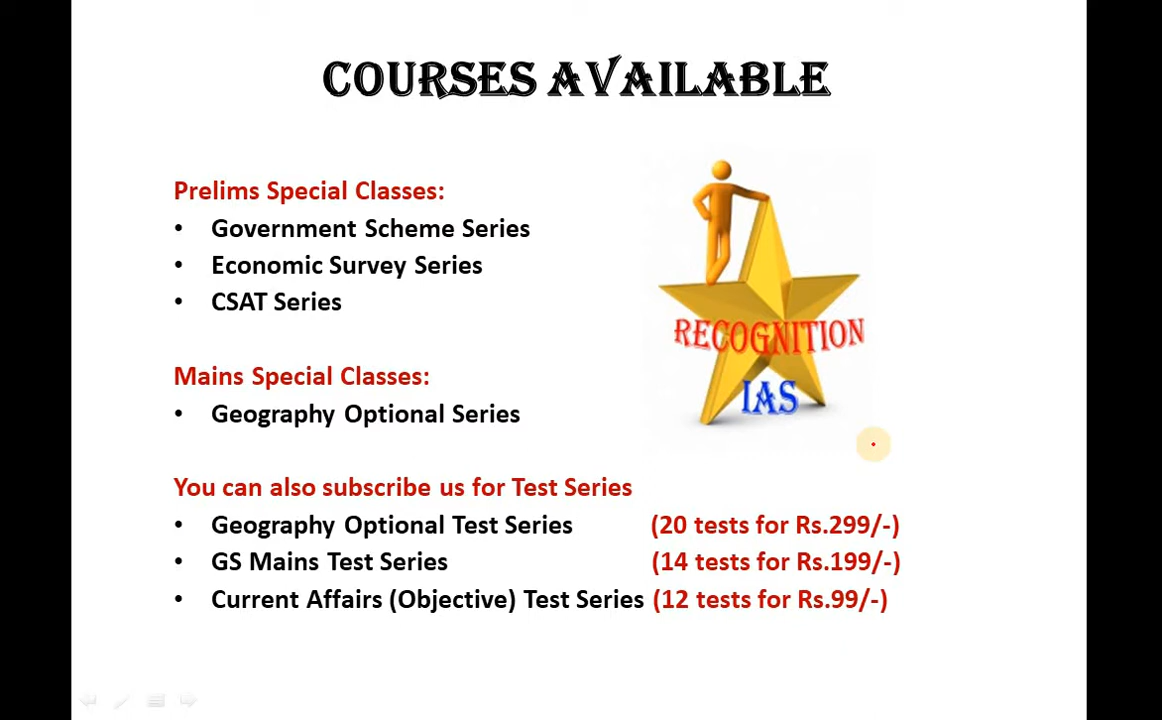 COURSES AVAILABLE
Prelims Special Classes:
• Government Scheme Series
• Economic Survey Series
• CSAT Series
RECOGNITION
IAS
Mains Special Classes:
• Geography Optional Series
You can also subscribe us for Test Series
• Geography Optional Test Series (20 tests for Rs.299/-)
• GS Mains Test Series (14 tests for Rs.199/-)
• Current Affairs (Objective) Test Series (12 tests for Rs.99/-)